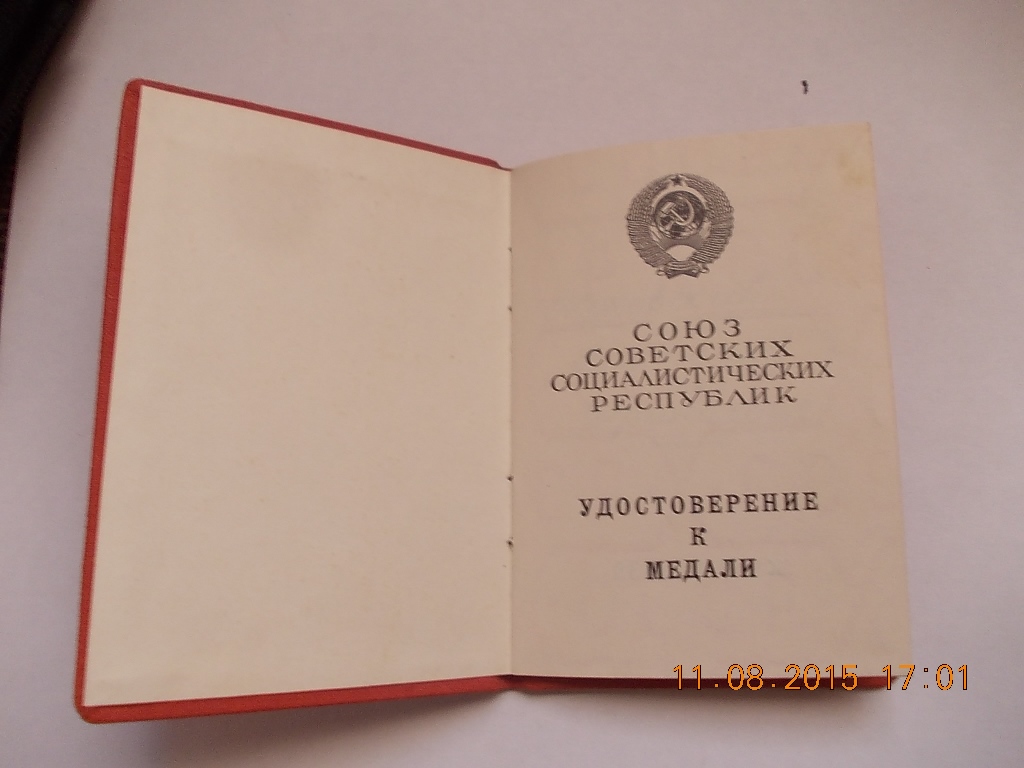 СОЮЗ
СОВЕТСКИХ
СОЦИАЛИСТИЧЕСКИХ
РЕСПУБЛИК
УДОСТОВЕРЕНИЕ
К
МЕДАЛИ
11.08.2015 17:01